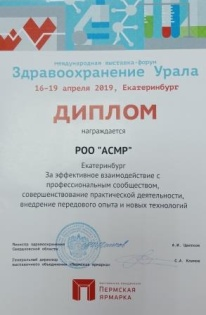 международная выставка-форум
Здравоохранение Урала
16-19 апреля 2019, Екатеринбург
ДИПЛОМ
награждается
РОО "АСМР"
Екатеринбург
За эффективное взаимодействие с
профессиональным сообществом,
совершенствование практической деятельности,
внедрение передового опыта и новых технологий
Министр здравоохранения
Свердловской области
Генеральный директор
выставочного объединения «Пермская ярмарка»
ПЕРМСКАЯ
ЯРМАРКА